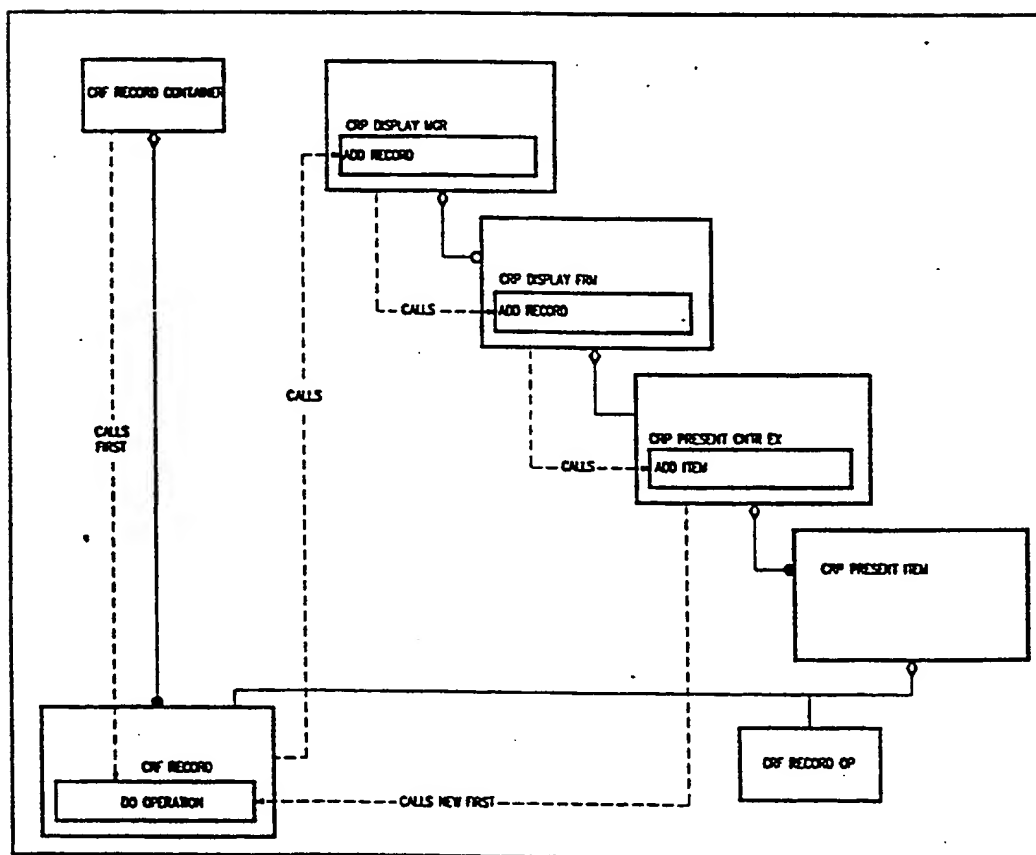 CRF RECORD CONTAINER
CRP DISPLAY MGR
ADD RECORD
CRP DISPLAY FRM
CALLS
ADD RECORD
CALLS
CALLS
FIRST
CRP PRESENT CNTR EX
CALLS
ADD ITEM
CRP PRESENT ITEM
CRF RECORD
DO OPERATION
CALLS NEW FIRST
CRF RECORD OP